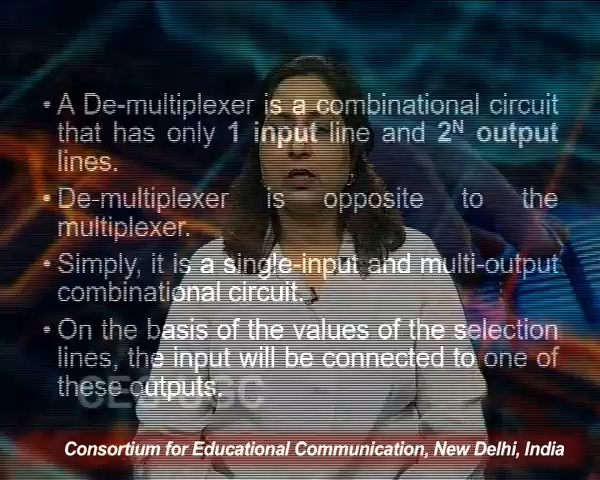 • A De-multiplexer is a combinational circuit
that has only 1 input line and 2ᴺ output
lines.
• De-multiplexer is opposite to the
multiplexer.
• Simply, it is a single-input and multi-output
combinational circuit.
• On the basis of the values of the selection
lines, the input will be connected to one of
these outputs.
Consortium for Educational Communication, New Delhi, India